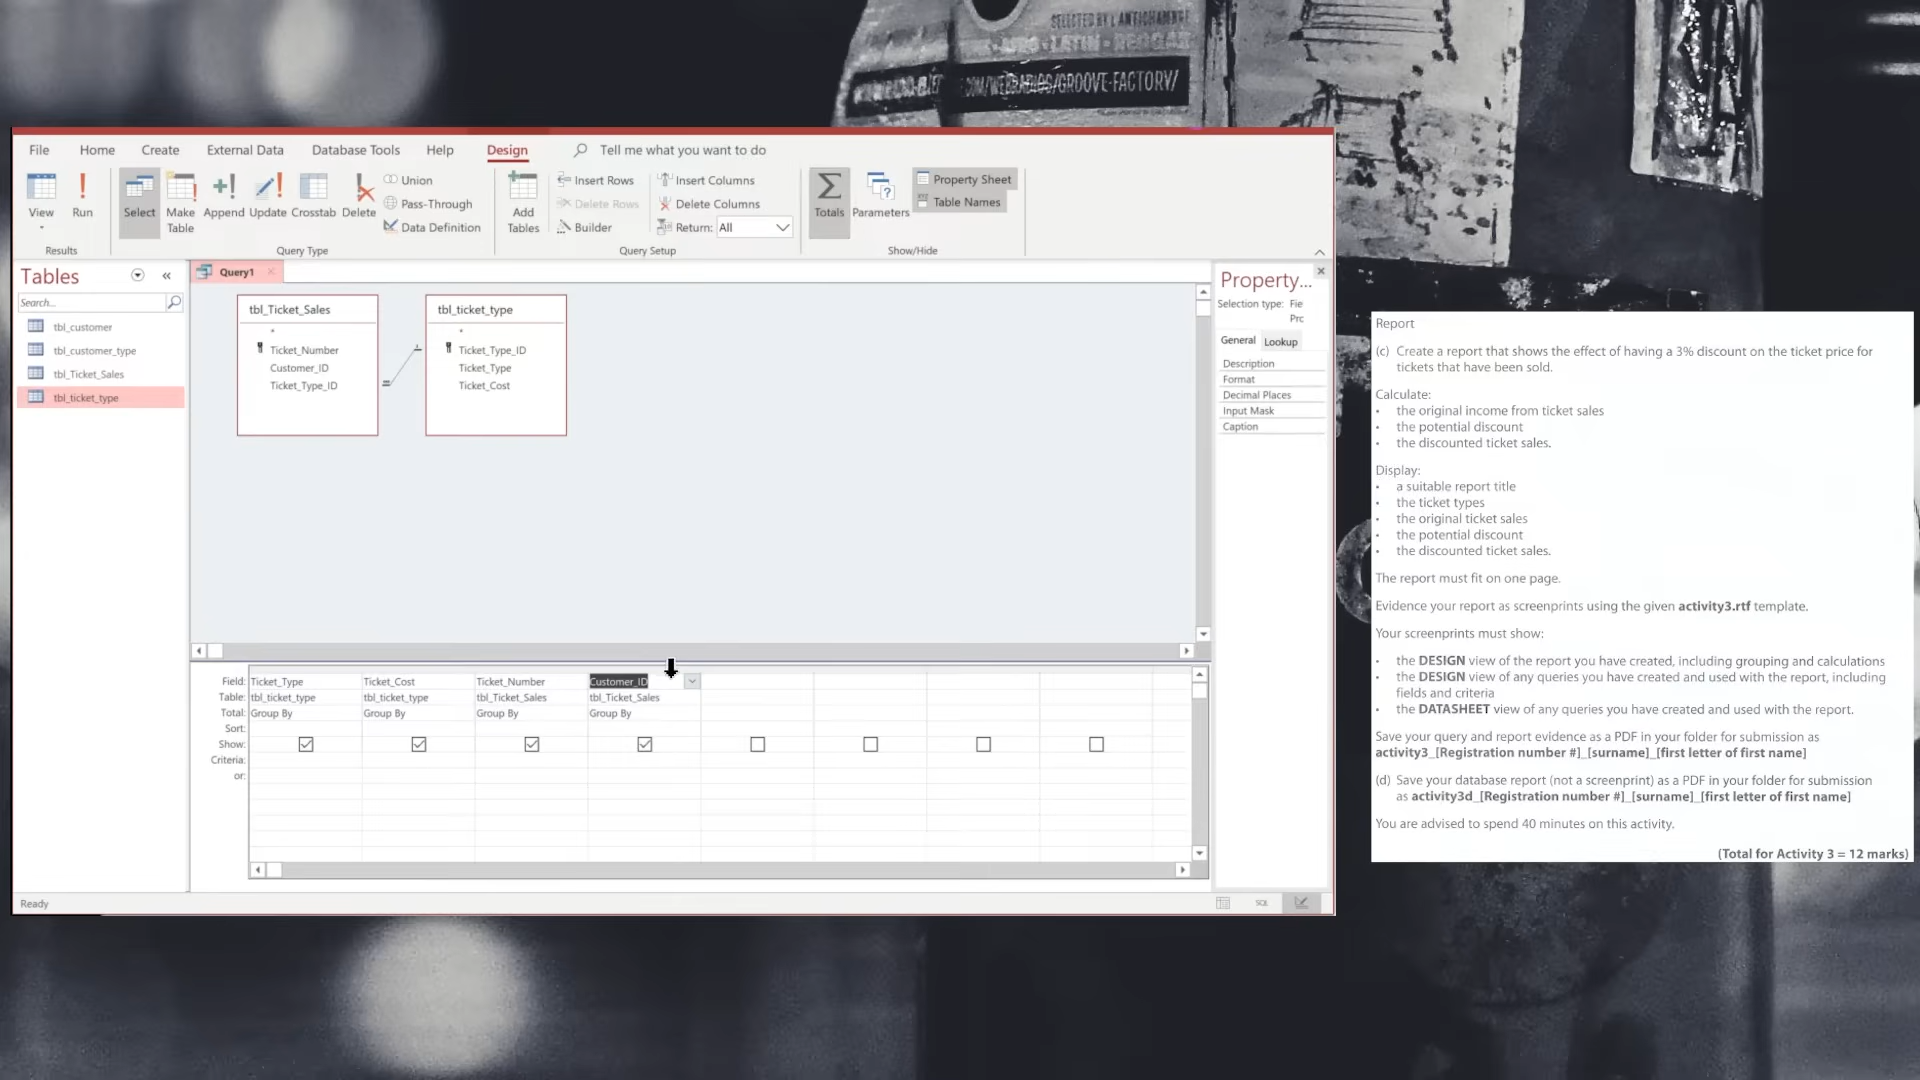 SELECTED BY L'ANTICHAMBRE
AFRO - LATIN - REGGAE
.COM/WEBRADIOS/GROOVE-FACTORY/
File Home Create External Data Database Tools Help Design Tell me what you want to do
View
Run
Select
Make Table
Append
Update
Crosstab
Delete
Union
Pass-Through
Data Definition
Add Tables
Insert Rows
Delete Rows
Builder
Insert Columns
Delete Columns
Return: All
Totals
Parameters
Property Sheet
Table Names
Results
Query Type
Query Setup
Show/Hide
Tables
Search...
tbl_customer
tbl_customer_type
tbl_Ticket_Sales
tbl_ticket_type
Query1
tbl_Ticket_Sales
*
Ticket_Number
Customer_ID
Ticket_Type_ID
tbl_ticket_type
*
Ticket_Type_ID
Ticket_Type
Ticket_Cost
Property...
Selection type: Fie
Prc
General Lookup
Description
Format
Decimal Places
Input Mask
Caption
Field: Ticket_Type Ticket_Cost Ticket_Number Customer_ID
Table: tbl_ticket_type tbl_ticket_type tbl_Ticket_Sales tbl_Ticket_Sales
Total: Group By Group By Group By Group By
Sort:
Show:
Criteria:
or:
Ready
SQL
Report
(c) Create a report that shows the effect of having a 3% discount on the ticket price for
tickets that have been sold.
Calculate:
• the original income from ticket sales
• the potential discount
• the discounted ticket sales.
Display:
• a suitable report title
• the ticket types
• the original ticket sales
• the potential discount
• the discounted ticket sales.
The report must fit on one page.
Evidence your report as screenprints using the given activity3.rtf template.
Your screenprints must show:
• the DESIGN view of the report you have created, including grouping and calculations
• the DESIGN view of any queries you have created and used with the report, including
fields and criteria
• the DATASHEET view of any queries you have created and used with the report.
Save your query and report evidence as a PDF in your folder for submission as
activity3_[Registration number #]_[surname]_[first letter of first name]
(d) Save your database report (not a screenprint) as a PDF in your folder for submission
as activity3d_[Registration number #]_[surname]_[first letter of first name]
You are advised to spend 40 minutes on this activity.
(Total for Activity 3 = 12 marks)